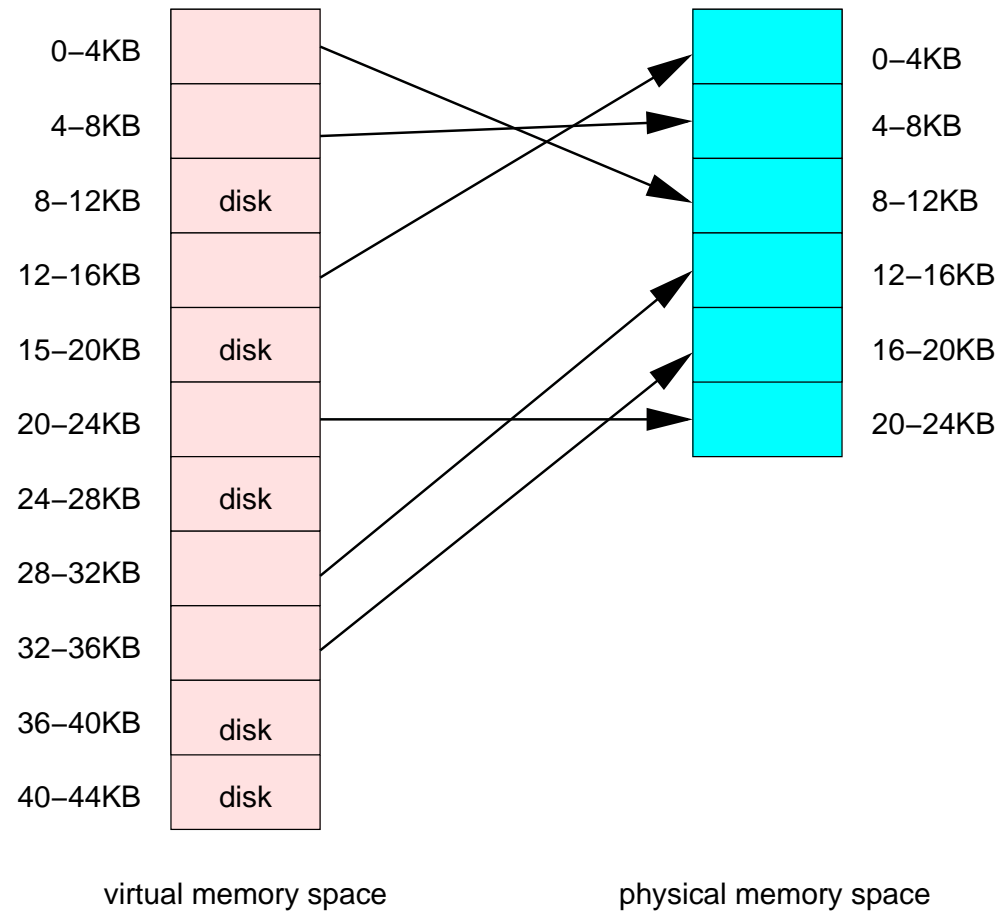 0–4KB
4–8KB
8–12KB
disk
12–16KB
15–20KB
disk
20–24KB
24–28KB
disk
28–32KB
32–36KB
36–40KB
disk
40–44KB
disk
virtual memory space
0–4KB
4–8KB
8–12KB
12–16KB
16–20KB
20–24KB
physical memory space